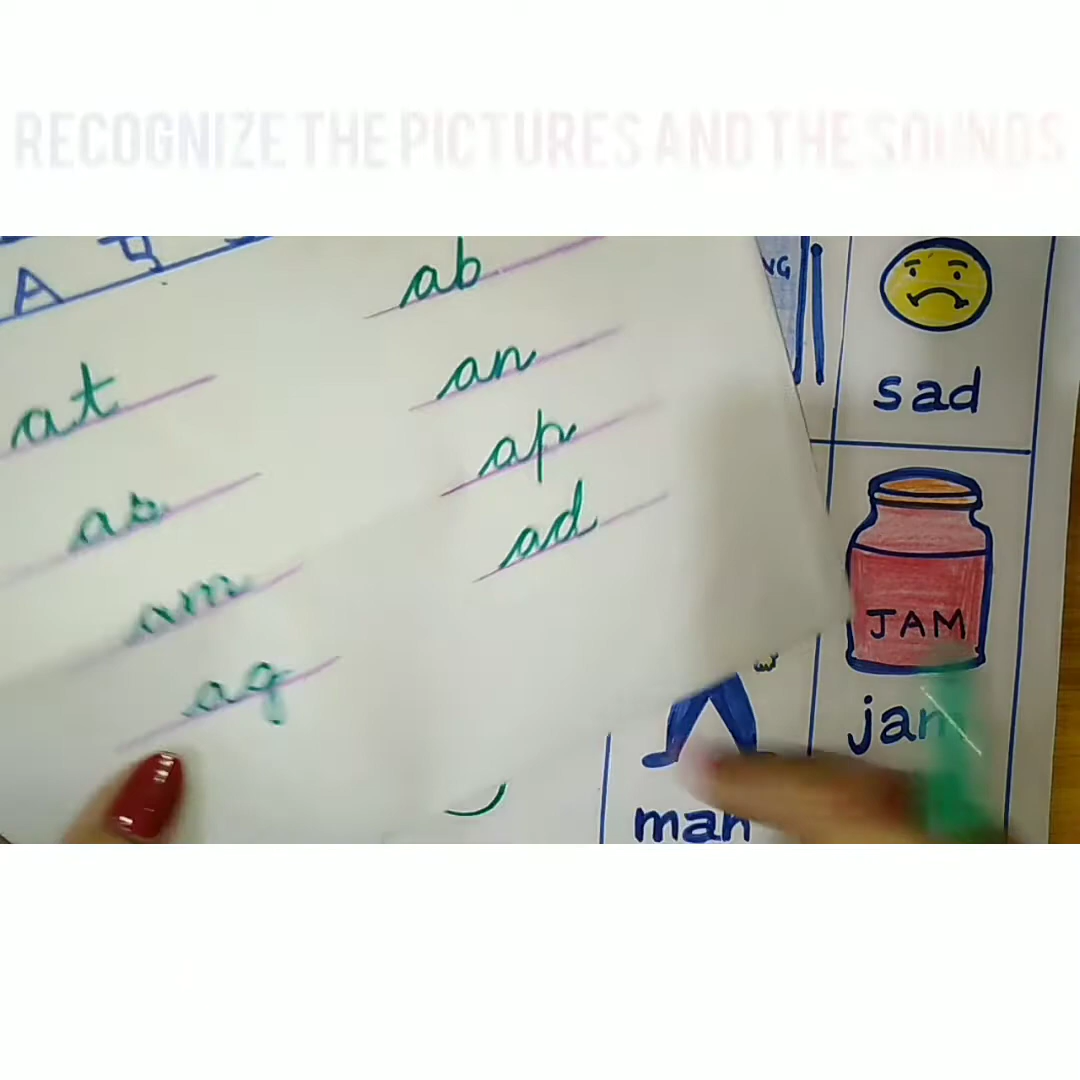 RECOGNIZE THE PICTURES AND THE SOUNDS
A
at
as
am
ag
ab
an
ap
ad
sad
JAM
jam
man